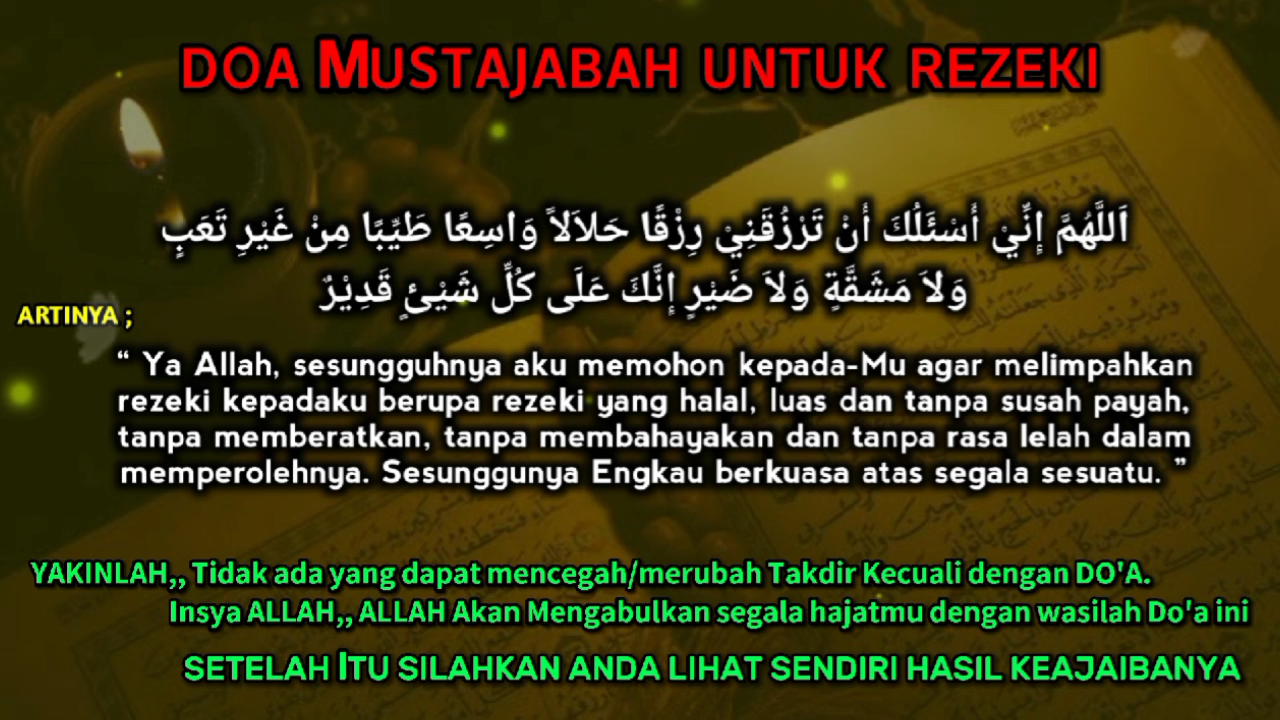 DOA MUSTAJABAH UNTUK REZEKI
اَللَّهُمَّ إِنِّيْ أَسْئَلُكَ أَنْ تَرْزُقَنِيْ رِزْقًا حَلاَلاً وَاسِعًا طَيِّبًا مِنْ غَيْرِ تَعَبٍ
وَلاَ مَشَقَّةٍ وَلاَ ضَيْرٍ إِنَّكَ عَلَى كُلِّ شَيْئٍ قَدِيْرٌ
ARTINYA ;
“ Ya Allah, sesungguhnya aku memohon kepada-Mu agar melimpahkan
rezeki kepadaku berupa rezeki yang halal, luas dan tanpa susah payah,
tanpa memberatkan, tanpa membahayakan dan tanpa rasa lelah dalam
memperolehnya. Sesunggunya Engkau berkuasa atas segala sesuatu. ”
YAKINLAH,, Tidak ada yang dapat mencegah/merubah Takdir Kecuali dengan DO'A.
Insya ALLAH,, ALLAH Akan Mengabulkan segala hajatmu dengan wasilah Do'a ini
SETELAH ITU SILAHKAN ANDA LIHAT SENDIRI HASIL KEAJAIBANYA